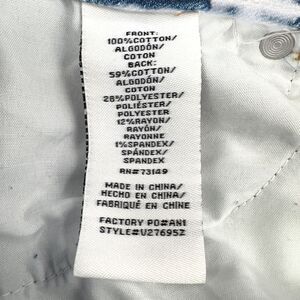 FRONT:
100%COTTON/
ALGODÓN/
COTON
BACK:
59%COTTON/
ALGODÓN/
COTON
28%POLYESTER/
POLIÉSTER/
POLYESTER
12%RAYON/
RAYÓN/
RAYONNE
1%SPANDEX/
SPÁNDEX/
SPANDEX
RN#73149
MADE IN CHINA/
HECHO EN CHINA/
FABRIQUÉ EN CHINE
FACTORY PO#AN1
STYLE#U27695Z